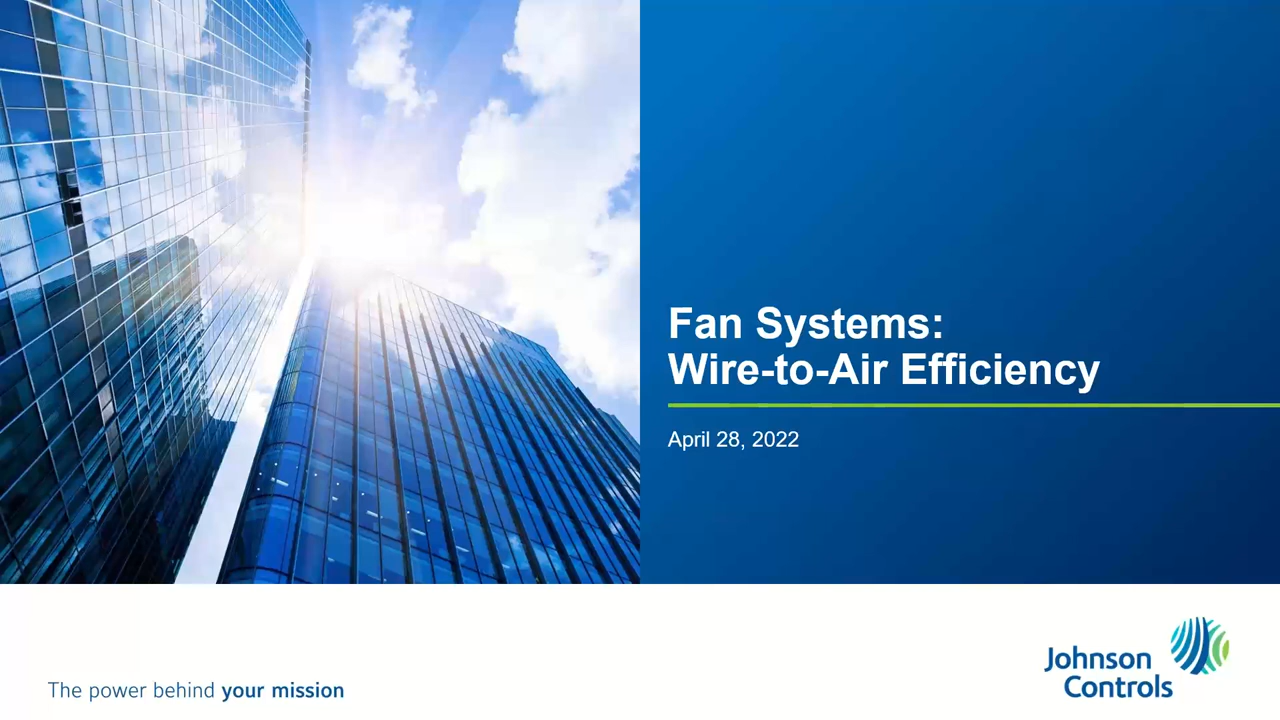 Fan Systems:
Wire-to-Air Efficiency
April 28, 2022
The power behind your mission
Johnson
Controls